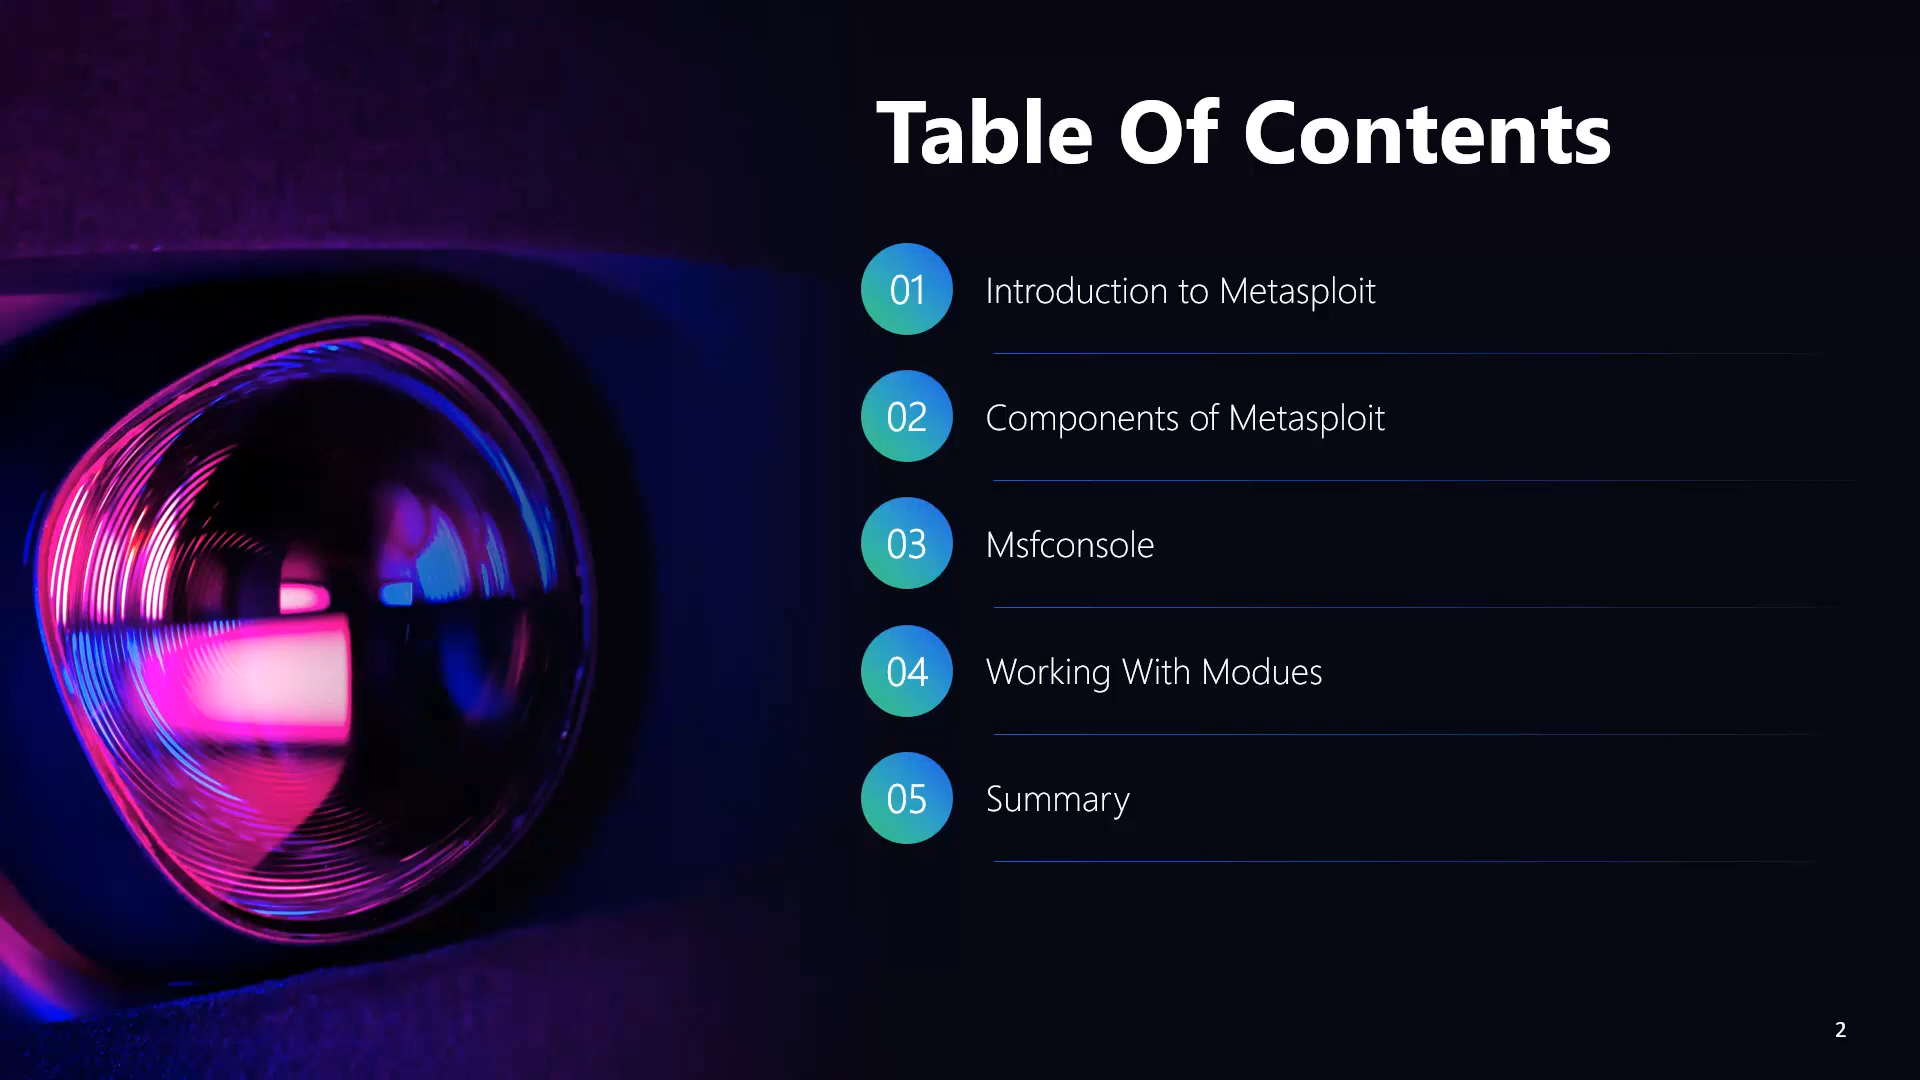 Table Of Contents
01 Introduction to Metasploit
02 Components of Metasploit
03 Msfconsole
04 Working With Modues
05 Summary
2